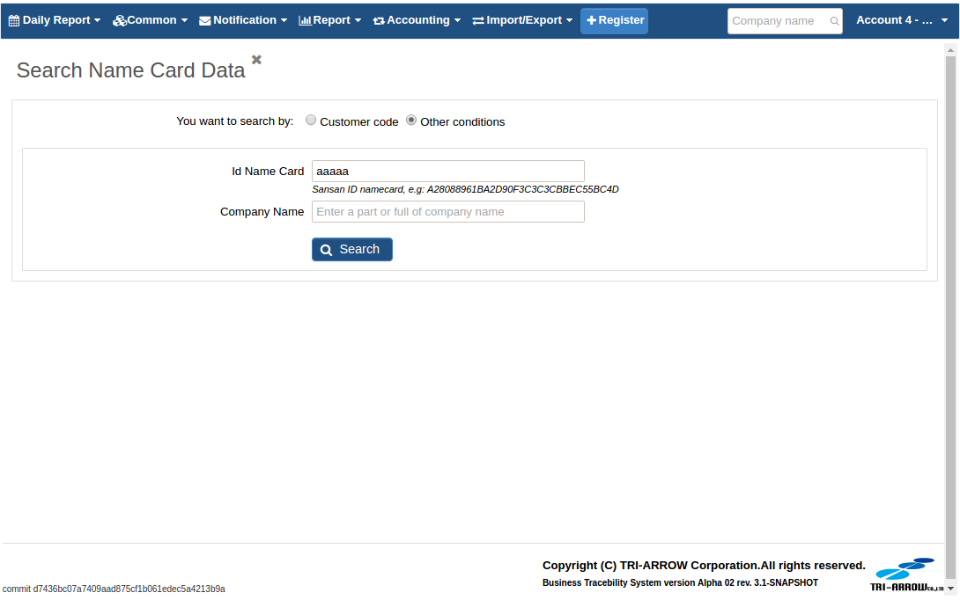 Daily Report Common Notification Report Accounting Import/Export Register Company name Account 4 - ...
Search Name Card Data
You want to search by: Customer code Other conditions
Id Name Card aaaaa
Sansan ID namecard, e.g: A28088961BA2D90F3C3C3CBBEC55BC4D
Company Name Enter a part or full of company name
Search
Copyright (C) TRI-ARROW Corporation.All rights reserved.
Business Tracebility System version Alpha 02 rev. 3.1-SNAPSHOT
TRI-ARROW
commit d7436bc07a7409aad875cf1b061edec5a4213b9a